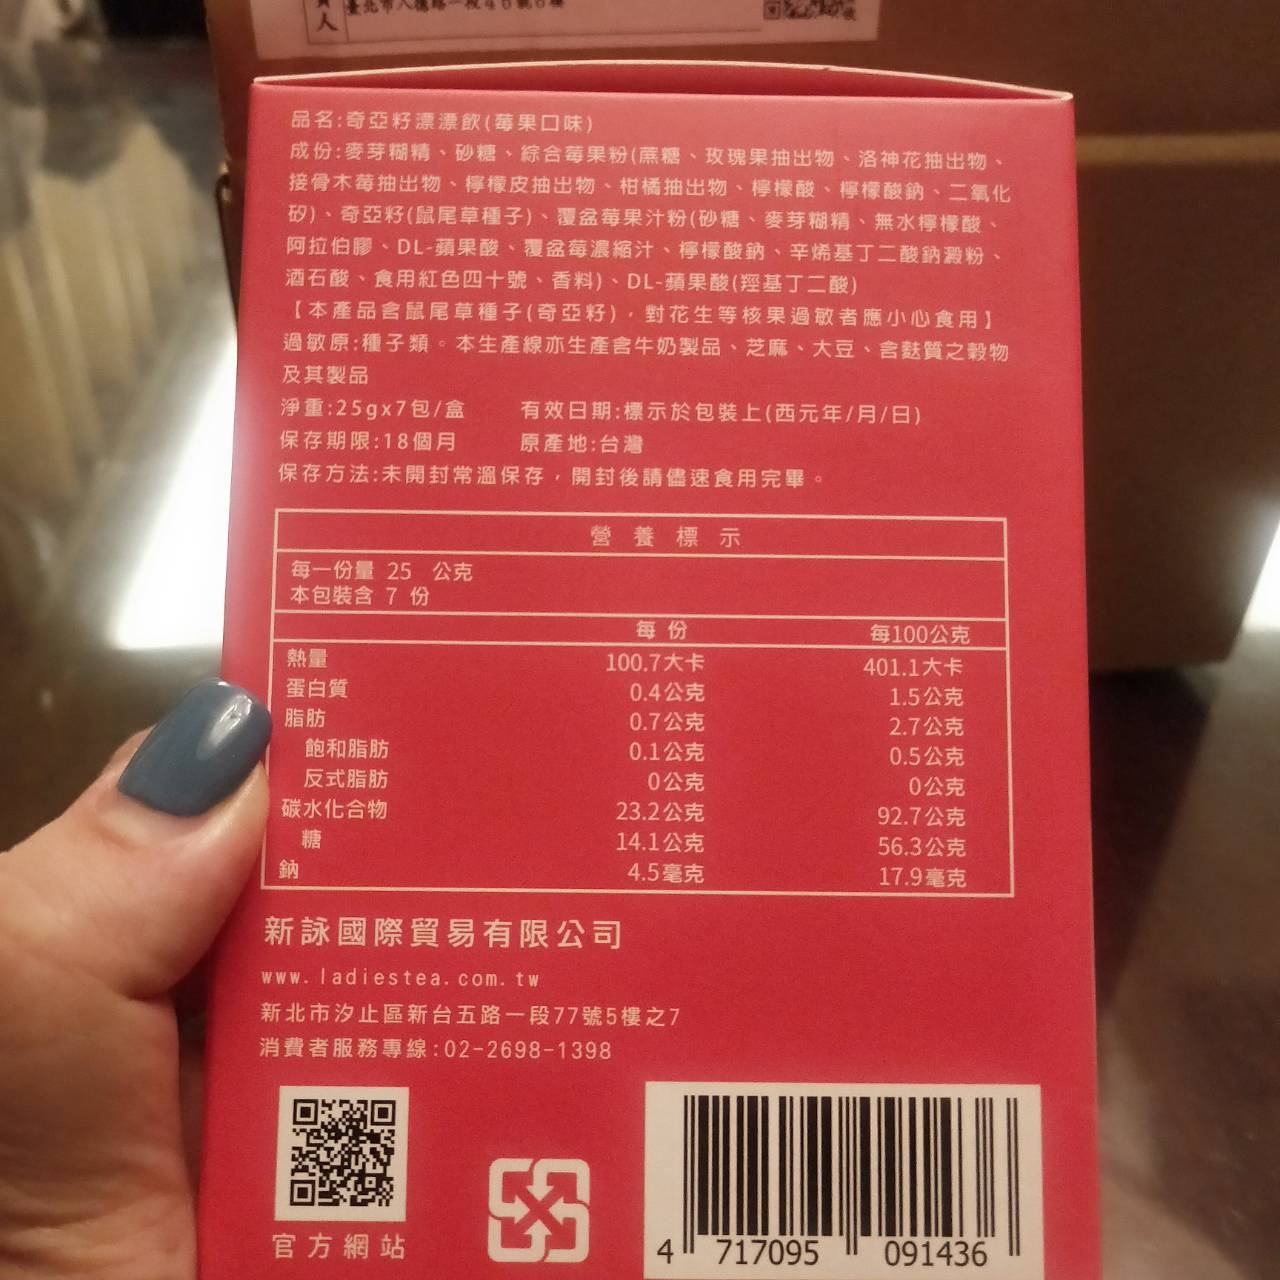 臺北市八德路一段
品名:奇亞籽漂漂飲(莓果口味)
成份:麥芽糊精、砂糖、綜合莓果粉(蔗糖、玫瑰果抽出物、洛神花抽出物、
接骨木莓抽出物、檸檬皮抽出物、柑橘抽出物、檸檬酸、檸檬酸鈉、二氧化
矽)、奇亞籽(鼠尾草種子)、覆盆莓果汁粉(砂糖、麥芽糊精、無水檸檬酸、
阿拉伯膠、DL-蘋果酸、覆盆莓濃縮汁、檸檬酸鈉、辛烯基丁二酸鈉澱粉、
酒石酸、食用紅色四十號、香料)、DL-蘋果酸(羥基丁二酸)
【本產品含鼠尾草種子(奇亞籽)，對花生等核果過敏者應小心食用】
過敏原:種子類。本生產線亦生產含牛奶製品、芝麻、大豆、含麩質之穀物
及其製品
淨重:25gx7包/盒 有效日期:標示於包裝上(西元年/月/日)
保存期限:18個月 原產地:台灣
保存方法:未開封常溫保存，開封後請儘速食用完畢。
營養標示
每一份量 25 公克
本包裝含 7 份
每份 每100公克
熱量 100.7大卡 401.1大卡
蛋白質 0.4公克 1.5公克
脂肪 0.7公克 2.7公克
飽和脂肪 0.1公克 0.5公克
反式脂肪 0公克 0公克
碳水化合物 23.2公克 92.7公克
糖 14.1公克 56.3公克
鈉 4.5毫克 17.9毫克
新詠國際貿易有限公司
www.ladiestea.com.tw
新北市汐止區新台五路一段77號5樓之7
消費者服務專線:02-2698-1398
官方網站
4 717095 091436